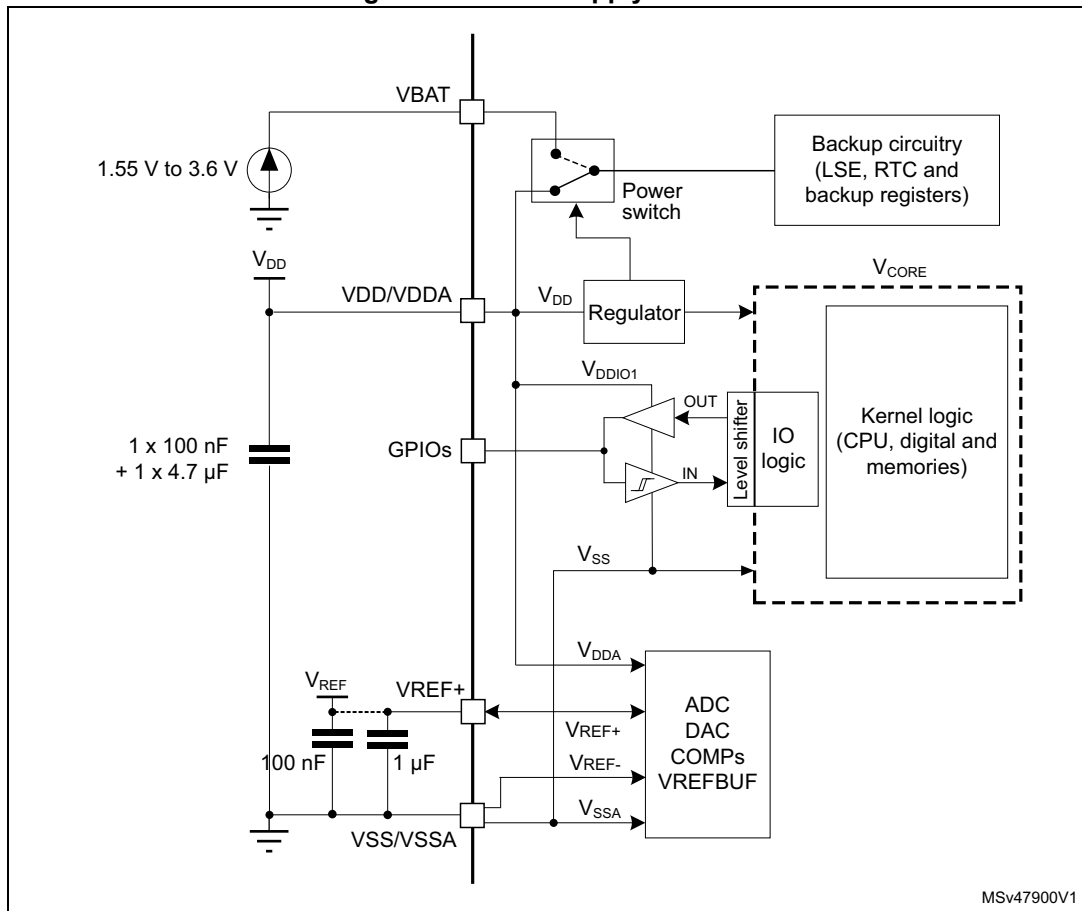 VBAT
1.55 V to 3.6 V
Power
switch
Backup circuitry
(LSE, RTC and
backup registers)
VDD
VDD/VDDA
VDD
Regulator
VCORE
VDDIO1
OUT
GPIOs
IN
Level shifter
IO
logic
Kernel logic
(CPU, digital and
memories)
1 x 100 nF
+ 1 x 4.7 µF
VSS
VDDA
VREF
VREF+
VREF+
100 nF
1 µF
VREF-
VSSA
ADC
DAC
COMPs
VREFBUF
VSS/VSSA
MSv47900V1